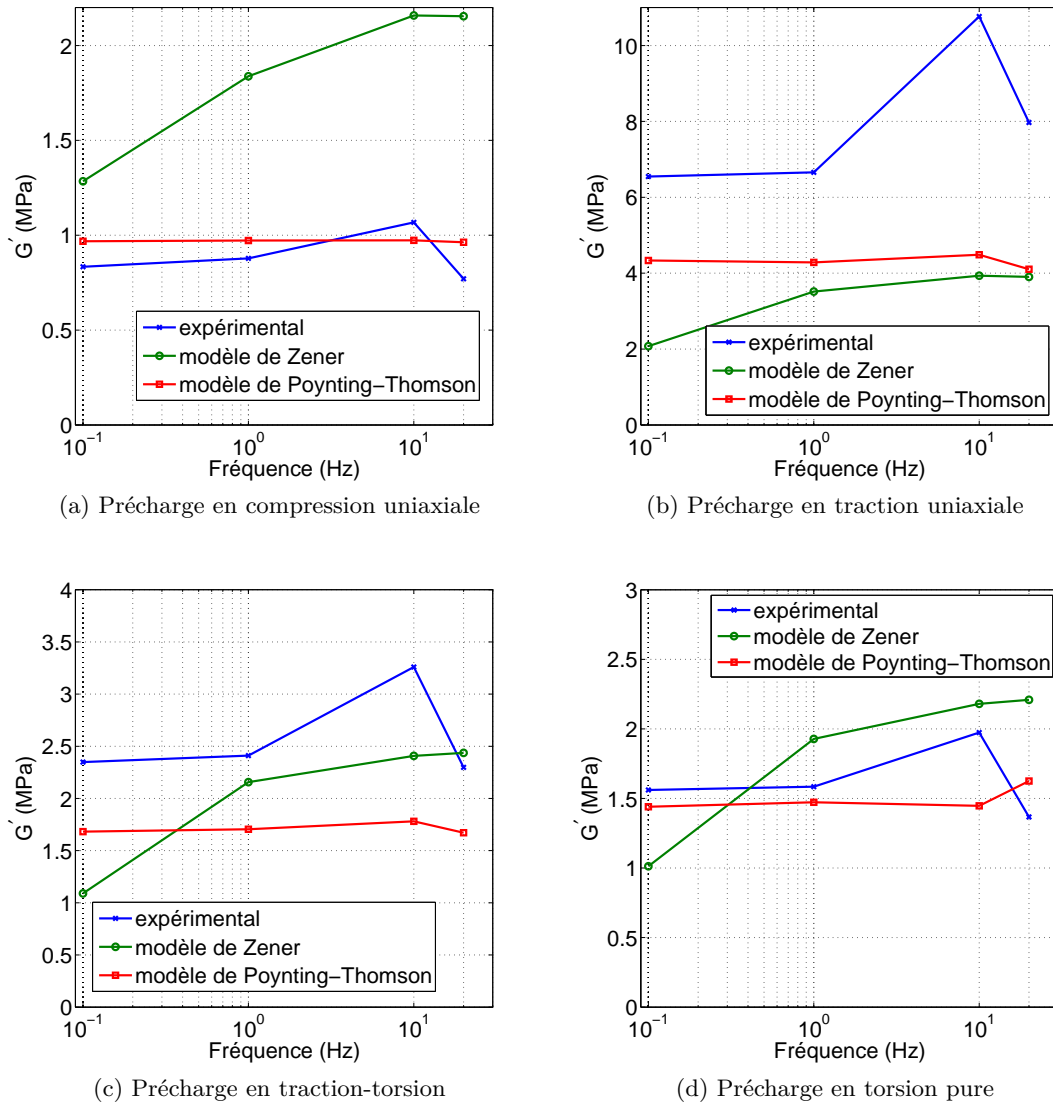 2
1.5
1
0.5
0
G′ (MPa)
expérimental
modèle de Zener
modèle de Poynting−Thomson
10⁻¹ 10⁰ 10¹
Fréquence (Hz)
(a) Précharge en compression uniaxiale
10
8
6
4
2
0
G′ (MPa)
expérimental
modèle de Zener
modèle de Poynting−Thomson
10⁻¹ 10⁰ 10¹
Fréquence (Hz)
(b) Précharge en traction uniaxiale
4
3.5
3
2.5
2
1.5
1
0.5
0
G′ (MPa)
expérimental
modèle de Zener
modèle de Poynting−Thomson
10⁻¹ 10⁰ 10¹
Fréquence (Hz)
(c) Précharge en traction-torsion
3
2.5
2
1.5
1
0.5
0
G′ (MPa)
expérimental
modèle de Zener
modèle de Poynting−Thomson
10⁻¹ 10⁰ 10¹
Fréquence (Hz)
(d) Précharge en torsion pure